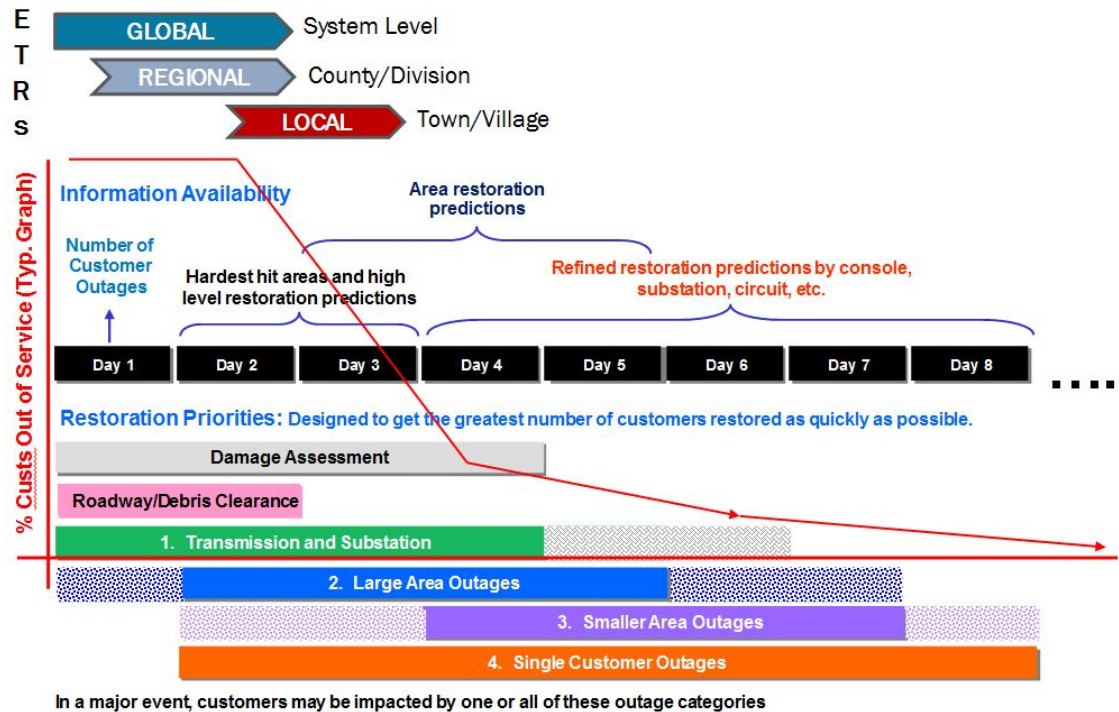 E
T
R
s
GLOBAL
System Level
REGIONAL
County/Division
LOCAL
Town/Village
% Custs Out of Service (Typ. Graph)
Information Availability
Area restoration
predictions
Number of
Customer
Outages
Hardest hit areas and high
level restoration predictions
Refined restoration predictions by console,
substation, circuit, etc.
Day 1 Day 2 Day 3 Day 4 Day 5 Day 6 Day 7 Day 8
....
Restoration Priorities: Designed to get the greatest number of customers restored as quickly as possible.
Damage Assessment
Roadway/Debris Clearance
1. Transmission and Substation
2. Large Area Outages
3. Smaller Area Outages
4. Single Customer Outages
In a major event, customers may be impacted by one or all of these outage categories